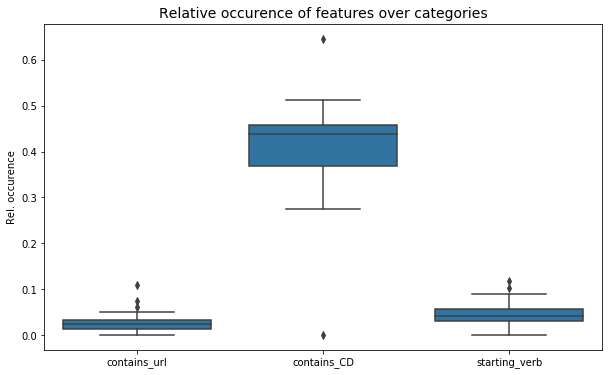 Relative occurence of features over categories
Rel. occurence
0.6
0.5
0.4
0.3
0.2
0.1
0.0
contains_url
contains_CD
starting_verb